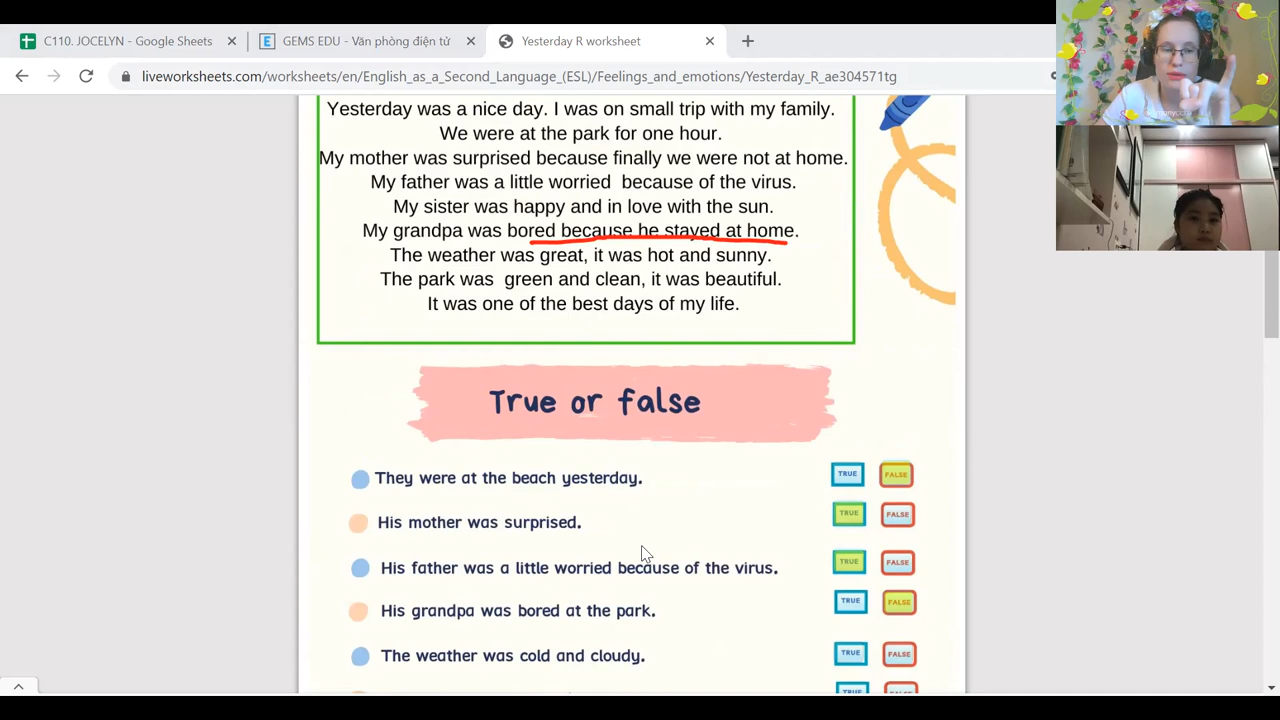 C110. JOCELYN - Google Sheets
GEMS EDU - Văn phòng điện tử
Yesterday R worksheet
liveworksheets.com/worksheets/en/English_as_a_Second_Language_(ESL)/Feelings_and_emotions/Yesterday_R_ae304571tg
Yesterday was a nice day. I was on small trip with my family.
We were at the park for one hour.
My mother was surprised because finally we were not at home.
My father was a little worried because of the virus.
My sister was happy and in love with the sun.
My grandpa was bored because he stayed at home.
The weather was great, it was hot and sunny.
The park was green and clean, it was beautiful.
It was one of the best days of my life.
True or false
They were at the beach yesterday. TRUE FALSE
His mother was surprised. TRUE FALSE
His father was a little worried because of the virus. TRUE FALSE
His grandpa was bored at the park. TRUE FALSE
The weather was cold and cloudy. TRUE FALSE
TRUE